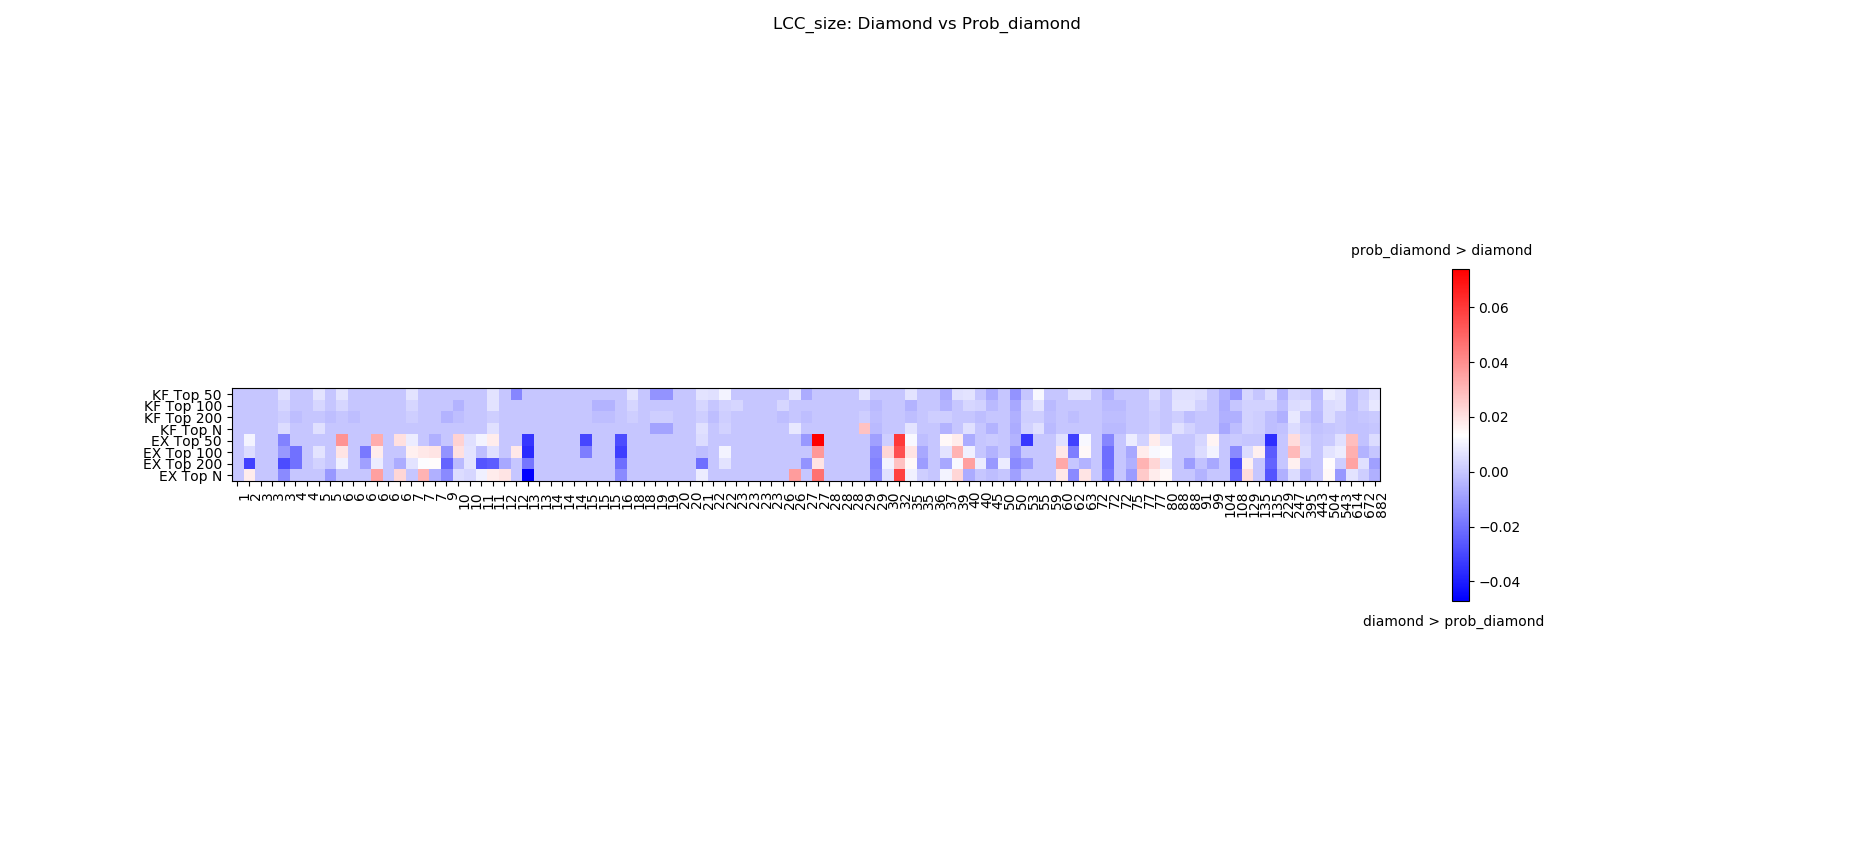 LCC_size: Diamond vs Prob_diamond
prob_diamond > diamond
0.06
0.04
0.02
0.00
−0.02
−0.04
diamond > prob_diamond
KF Top 50
KF Top 100
KF Top 200
KF Top N
EX Top 50
EX Top 100
EX Top 200
EX Top N
1 2 3 3 3 4 4 5 5 6 6 6 6 6 6 7 7 7 9 10 10 11 11 12 12 13 13 14 14 14 15 15 15 16 18 18 19 19 20 20 21 22 22 23 23 23 23 26 26 27 27 28 28 28 29 29 30 32 35 35 36 37 39 40 40 45 50 50 53 55 59 60 62 63 72 72 72 75 77 77 80 88 88 91 99 104 108 129 135 135 229 247 395 443 504 543 614 672 882